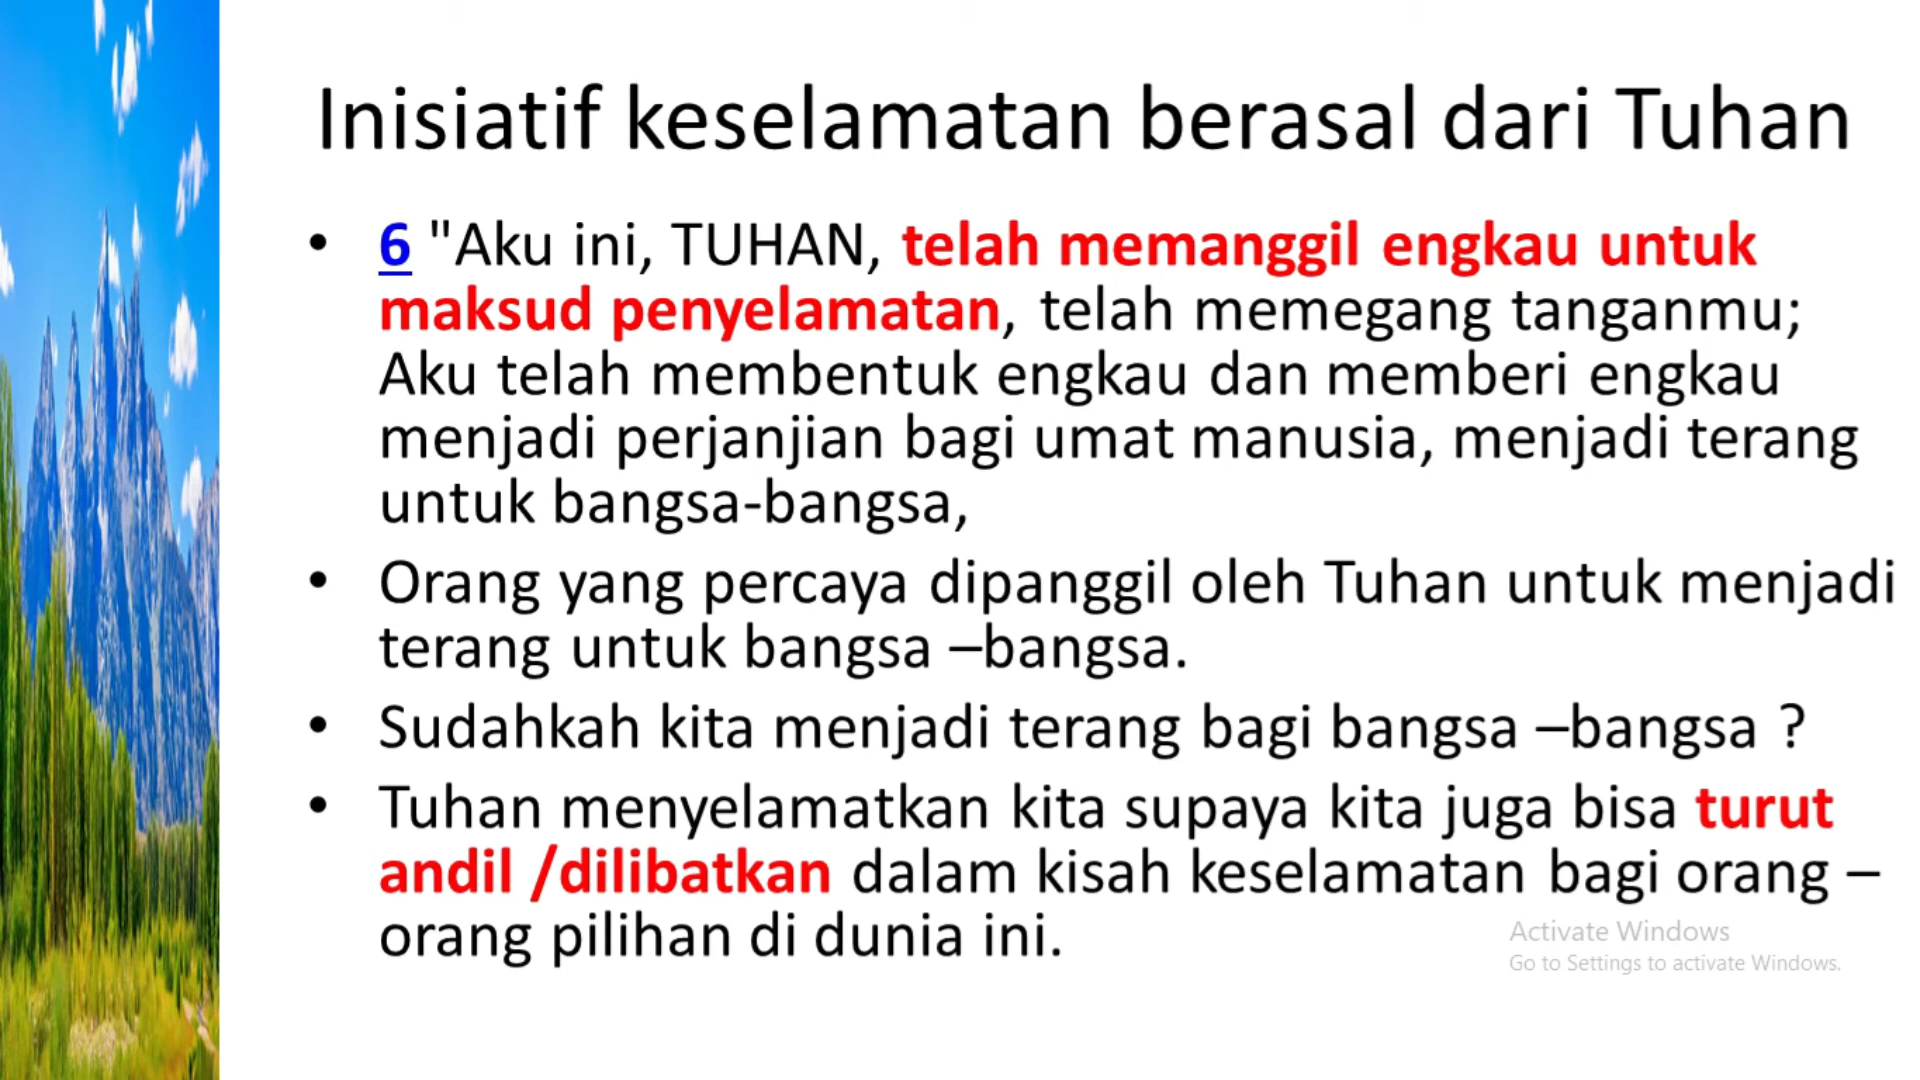 Inisiatif keselamatan berasal dari Tuhan
• 6 "Aku ini, TUHAN, telah memanggil engkau untuk
maksud penyelamatan, telah memegang tanganmu;
Aku telah membentuk engkau dan memberi engkau
menjadi perjanjian bagi umat manusia, menjadi terang
untuk bangsa-bangsa,
• Orang yang percaya dipanggil oleh Tuhan untuk menjadi
terang untuk bangsa –bangsa.
• Sudahkah kita menjadi terang bagi bangsa –bangsa ?
• Tuhan menyelamatkan kita supaya kita juga bisa turut
andil /dilibatkan dalam kisah keselamatan bagi orang –
orang pilihan di dunia ini.
Activate Windows
Go to Settings to activate Windows.